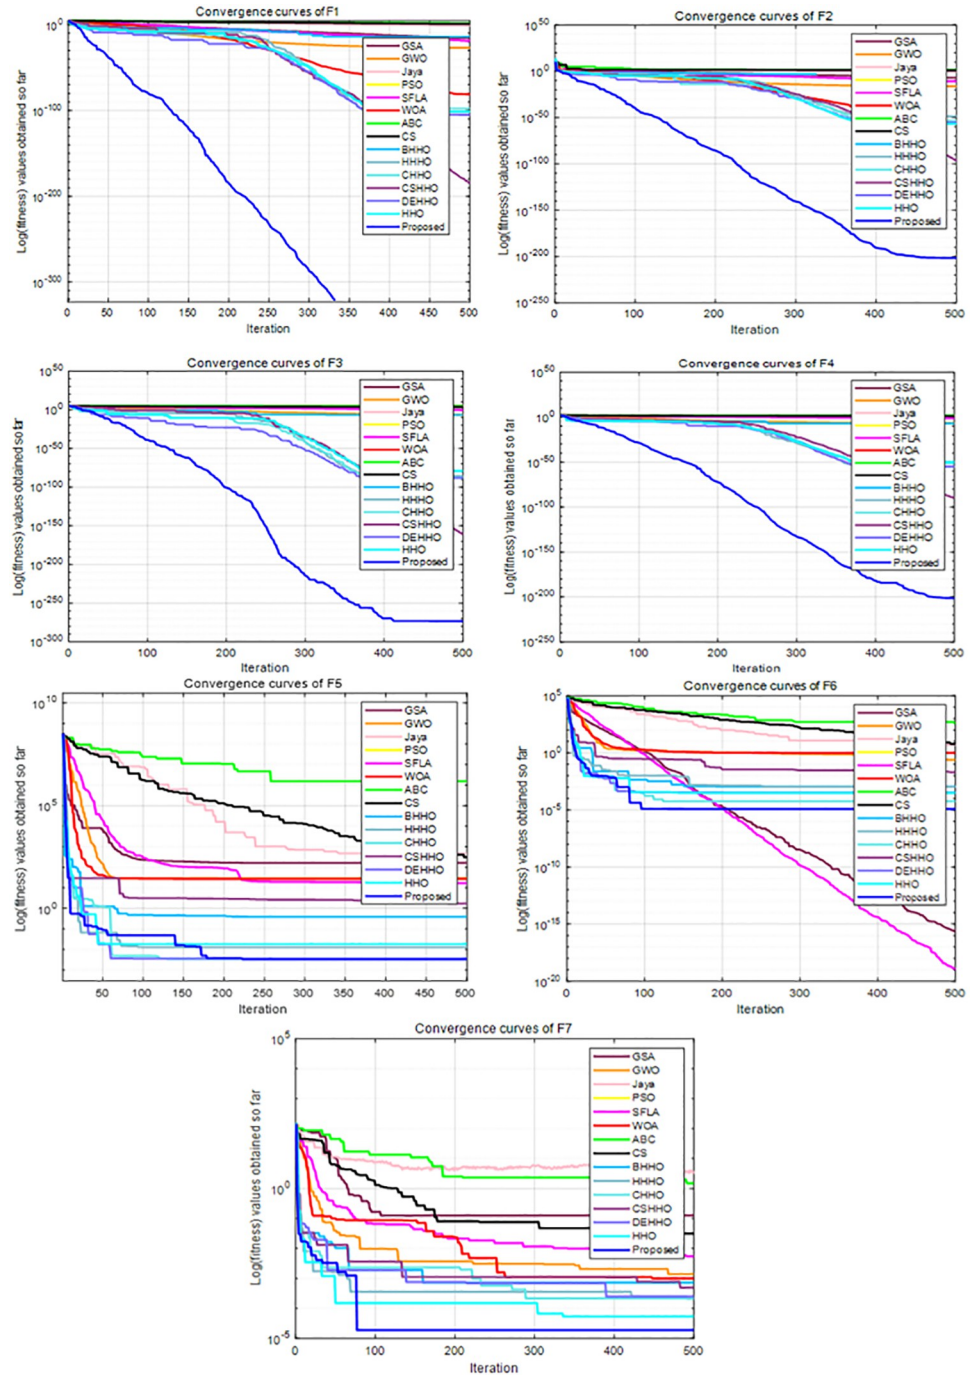 Convergence curves of F1
Log(fitness) values obtained so far
10^0
10^-100
10^-200
10^-300
0 50 100 150 200 250 300 350 400 450 500
Iteration
GSA
GWO
Jaya
PSO
SFLA
WOA
ABC
CS
BHHO
HHHO
CHHO
CSHHO
DEHHO
HHO
Proposed
Convergence curves of F2
Log(fitness) values obtained so far
10^50
10^0
10^-50
10^-100
10^-150
10^-200
10^-250
0 100 200 300 400 500
Iteration
GSA
GWO
Jaya
PSO
SFLA
WOA
ABC
CS
BHHO
HHHO
CHHO
CSHHO
DEHHO
HHO
Proposed
Convergence curves of F3
Log(fitness) values obtained so far
10^50
10^0
10^-50
10^-100
10^-150
10^-200
10^-250
10^-300
0 100 200 300 400 500
Iteration
GSA
GWO
Jaya
PSO
SFLA
WOA
ABC
CS
BHHO
HHHO
CHHO
CSHHO
DEHHO
HHO
Proposed
Convergence curves of F4
Log(fitness) values obtained so far
10^50
10^0
10^-50
10^-100
10^-150
10^-200
10^-250
0 100 200 300 400 500
Iteration
GSA
GWO
Jaya
PSO
SFLA
WOA
ABC
CS
BHHO
HHHO
CHHO
CSHHO
DEHHO
HHO
Proposed
Convergence curves of F5
Log(fitness) values obtained so far
10^10
10^5
10^0
50 100 150 200 250 300 350 400 450 500
Iteration
GSA
GWO
Jaya
PSO
SFLA
WOA
ABC
CS
BHHO
HHHO
CHHO
CSHHO
DEHHO
HHO
Proposed
Convergence curves of F6
Log(fitness) values obtained so far
10^5
10^0
10^-5
10^-10
10^-15
10^-20
0 100 200 300 400 500
Iteration
GSA
GWO
Jaya
PSO
SFLA
WOA
ABC
CS
BHHO
HHHO
CHHO
CSHHO
DEHHO
HHO
Proposed
Convergence curves of F7
Log(fitness) values obtained so far
10^5
10^0
10^-5
0 100 200 300 400 500
Iteration
GSA
GWO
Jaya
PSO
SFLA
WOA
ABC
CS
BHHO
HHHO
CHHO
CSHHO
DEHHO
HHO
Proposed